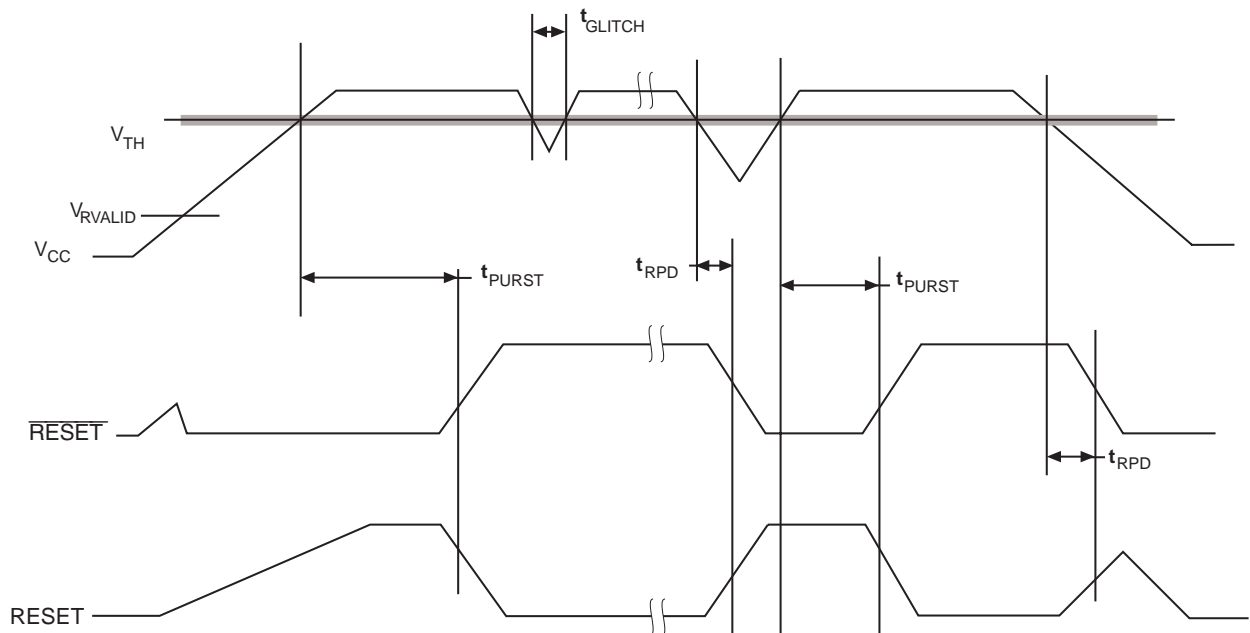 tGLITCH
VTH
VRVALID
VCC
tPURST
tRPD
tPURST
RESET
tRPD
RESET